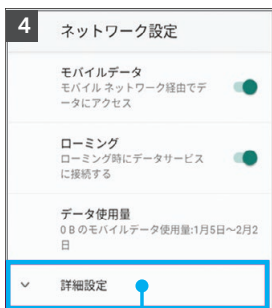 4
ネットワーク設定
モバイルデータ
モバイル ネットワーク経由でデ
ータにアクセス
ローミング
ローミング時にデータサービス
に接続する
データ使用量
0 B のモバイルデータ使用量:1月5日～2月2
日
詳細設定